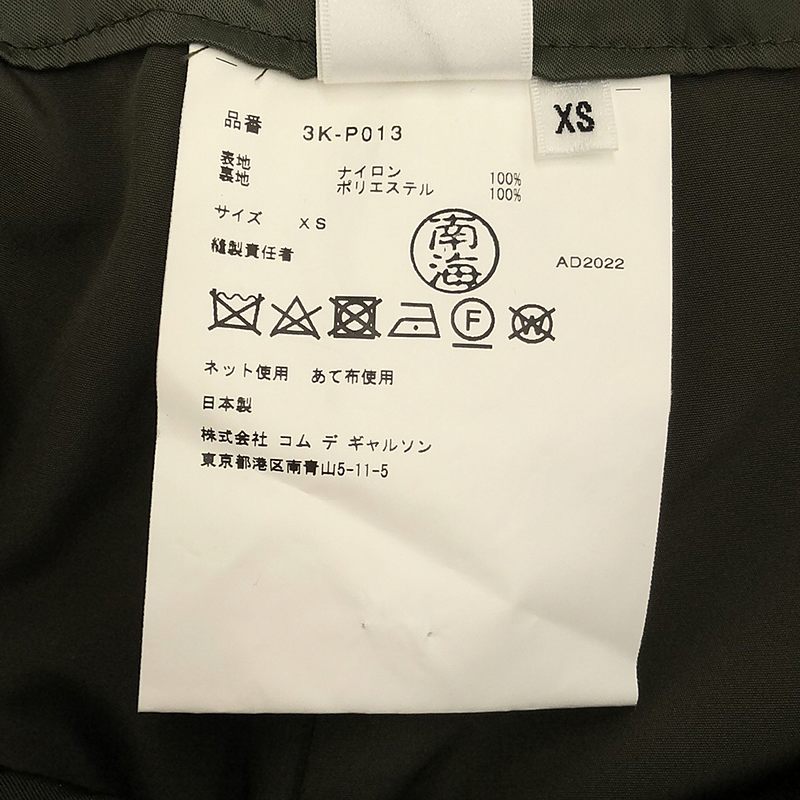 XS
品番 3K-P013
表地 ナイロン 100%
裏地 ポリエステル 100%
サイズ XS
縫製責任者 南海 AD2022
F W
ネット使用 あて布使用
日本製
株式会社 コム デ ギャルソン
東京都港区南青山5-11-5